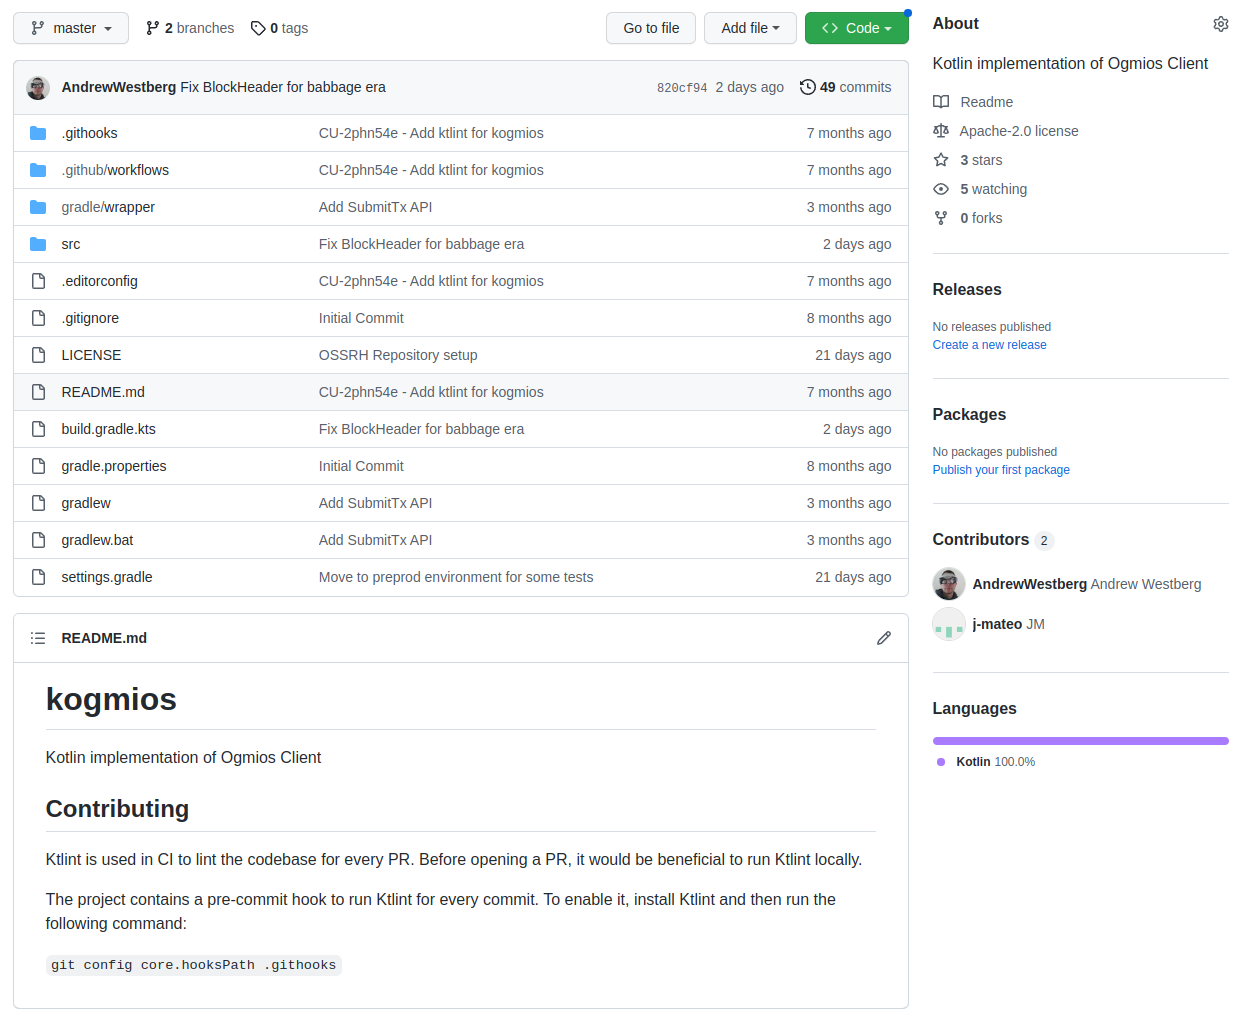 master 2 branches 0 tags Go to file Add file Code
AndrewWestberg Fix BlockHeader for babbage era 820cf94 2 days ago 49 commits
.githooks CU-2phn54e - Add ktlint for kogmios 7 months ago
.github/workflows CU-2phn54e - Add ktlint for kogmios 7 months ago
gradle/wrapper Add SubmitTx API 3 months ago
src Fix BlockHeader for babbage era 2 days ago
.editorconfig CU-2phn54e - Add ktlint for kogmios 7 months ago
.gitignore Initial Commit 8 months ago
LICENSE OSSRH Repository setup 21 days ago
README.md CU-2phn54e - Add ktlint for kogmios 7 months ago
build.gradle.kts Fix BlockHeader for babbage era 2 days ago
gradle.properties Initial Commit 8 months ago
gradlew Add SubmitTx API 3 months ago
gradlew.bat Add SubmitTx API 3 months ago
settings.gradle Move to preprod environment for some tests 21 days ago
README.md
kogmios
Kotlin implementation of Ogmios Client
Contributing
Ktlint is used in CI to lint the codebase for every PR. Before opening a PR, it would be beneficial to run Ktlint locally.
The project contains a pre-commit hook to run Ktlint for every commit. To enable it, install Ktlint and then run the
following command:
git config core.hooksPath .githooks
About
Kotlin implementation of Ogmios Client
Readme
Apache-2.0 license
3 stars
5 watching
0 forks
Releases
No releases published
Create a new release
Packages
No packages published
Publish your first package
Contributors 2
AndrewWestberg Andrew Westberg
j-mateo JM
Languages
Kotlin 100.0%